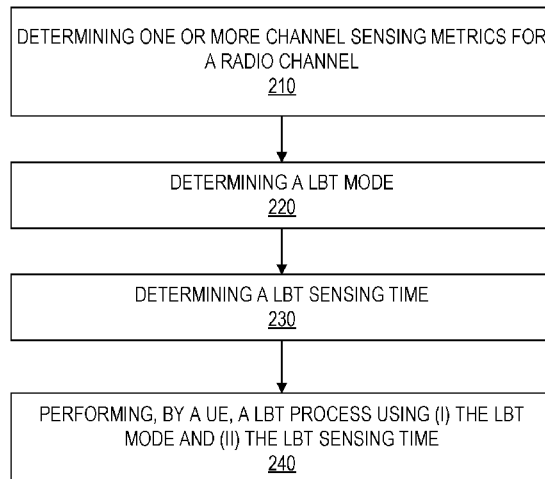 DETERMINING ONE OR MORE CHANNEL SENSING METRICS FOR
A RADIO CHANNEL
210
DETERMINING A LBT MODE
220
DETERMINING A LBT SENSING TIME
230
PERFORMING, BY A UE, A LBT PROCESS USING (I) THE LBT
MODE AND (II) THE LBT SENSING TIME
240